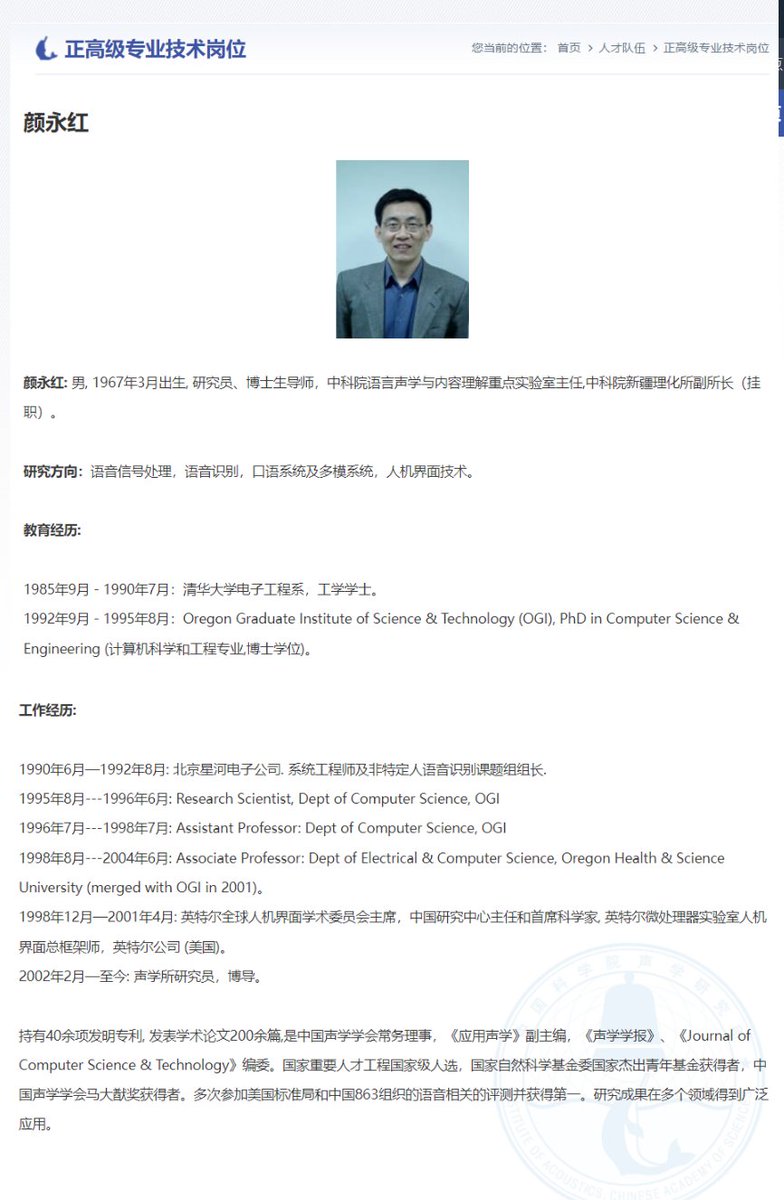 正高级专业技术岗位
您当前的位置： 首页 > 人才队伍 > 正高级专业技术岗位
颜永红
颜永红: 男, 1967年3月出生, 研究员、博士生导师，中科院语言声学与内容理解重点实验室主任,中科院新疆理化所副所长（挂
职）。
研究方向：语音信号处理，语音识别，口语系统及多模系统，人机界面技术。
教育经历:
1985年9月 - 1990年7月：清华大学电子工程系，工学学士。
1992年9月 - 1995年8月：Oregon Graduate Institute of Science & Technology (OGI), PhD in Computer Science &
Engineering (计算机科学和工程专业,博士学位)。
工作经历:
1990年6月—1992年8月: 北京星河电子公司. 系统工程师及非特定人语音识别课题组组长.
1995年8月---1996年6月: Research Scientist, Dept of Computer Science, OGI
1996年7月---1998年7月: Assistant Professor: Dept of Computer Science, OGI
1998年8月---2004年6月: Associate Professor: Dept of Electrical & Computer Science, Oregon Health & Science
University (merged with OGI in 2001)。
1998年12月—2001年4月: 英特尔全球人机界面学术委员会主席，中国研究中心主任和首席科学家, 英特尔微处理器实验室人机
界面总框架师，英特尔公司 (美国)。
2002年2月—至今: 声学所研究员，博导。
持有40余项发明专利, 发表学术论文200余篇,是中国声学学会常务理事，《应用声学》副主编，《声学学报》、《Journal of
Computer Science & Technology》编委。国家重要人才工程国家级人选，国家自然科学基金委国家杰出青年基金获得者，中
国声学学会马大猷奖获得者。多次参加美国标准局和中国863组织的语音相关的评测并获得第一。研究成果在多个领域得到广泛
应用。
国科学院声学研究
INSTITUTE OF ACOUSTICS, CHINESE ACADEMY OF SCIENCES